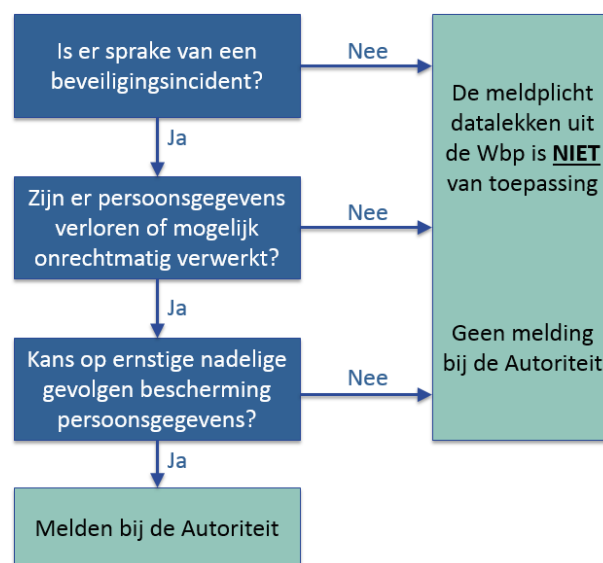 Is er sprake van een
beveiligingsincident?
Nee
De meldplicht
datalekken uit
de Wbp is NIET
van toepassing
Ja
Zijn er persoonsgegevens
verloren of mogelijk
onrechtmatig verwerkt?
Nee
Ja
Geen melding
bij de Autoriteit
Kans op ernstige nadelige
gevolgen bescherming
persoonsgegevens?
Nee
Ja
Melden bij de Autoriteit